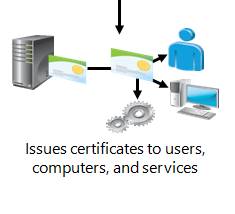 Issues certificates to users,
computers, and services